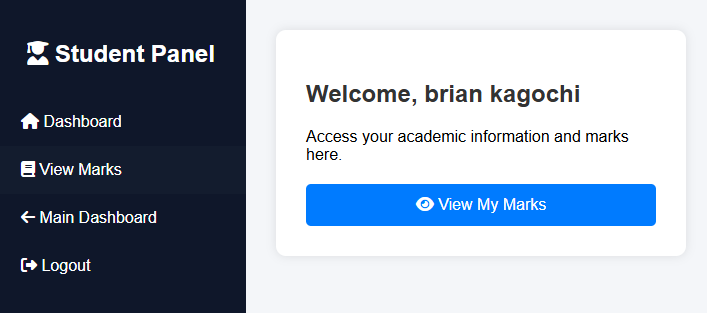 Student Panel
Dashboard
View Marks
Main Dashboard
Logout
Welcome, brian kagochi
Access your academic information and marks
here.
View My Marks